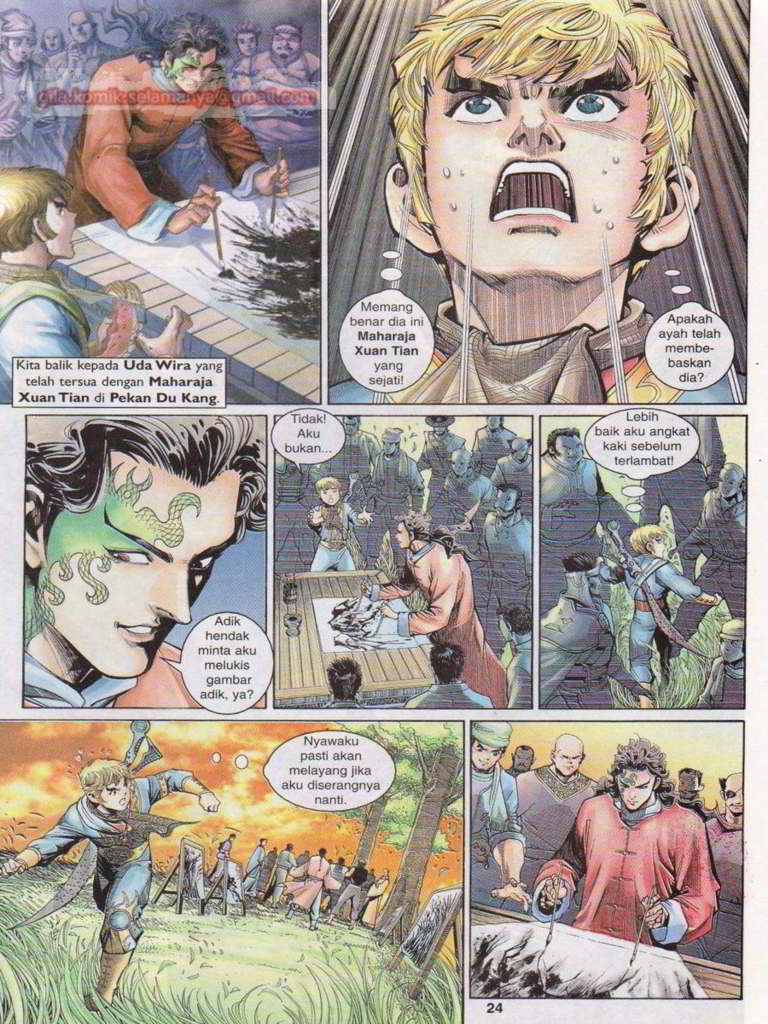 gila.komik-selamanya@gmail.com
Kita balik kepada Uda Wira yang
telah tersua dengan Maharaja
Xuan Tian di Pekan Du Kang.
Memang
benar dia ini
Maharaja
Xuan Tian
yang
sejati!
Apakah
ayah telah
membe-
baskan
dia?
Adik
hendak
minta aku
melukis
gambar
adik, ya?
Tidak!
Aku
bukan...
Lebih
baik aku angkat
kaki sebelum
terlambat!
Nyawaku
pasti akan
melayang jika
aku diserangnya
nanti.
24